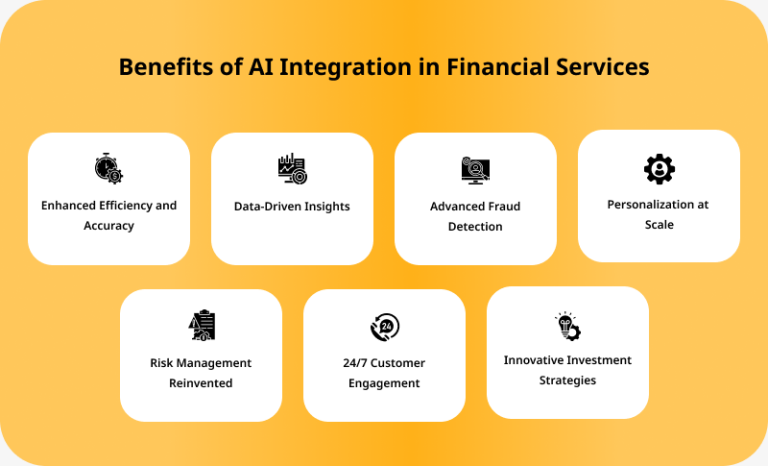 Benefits of AI Integration in Financial Services
Enhanced Efficiency and
Accuracy
Data-Driven Insights
Advanced Fraud
Detection
Personalization at
Scale
Risk Management
Reinvented
24
24/7 Customer
Engagement
Innovative Investment
Strategies